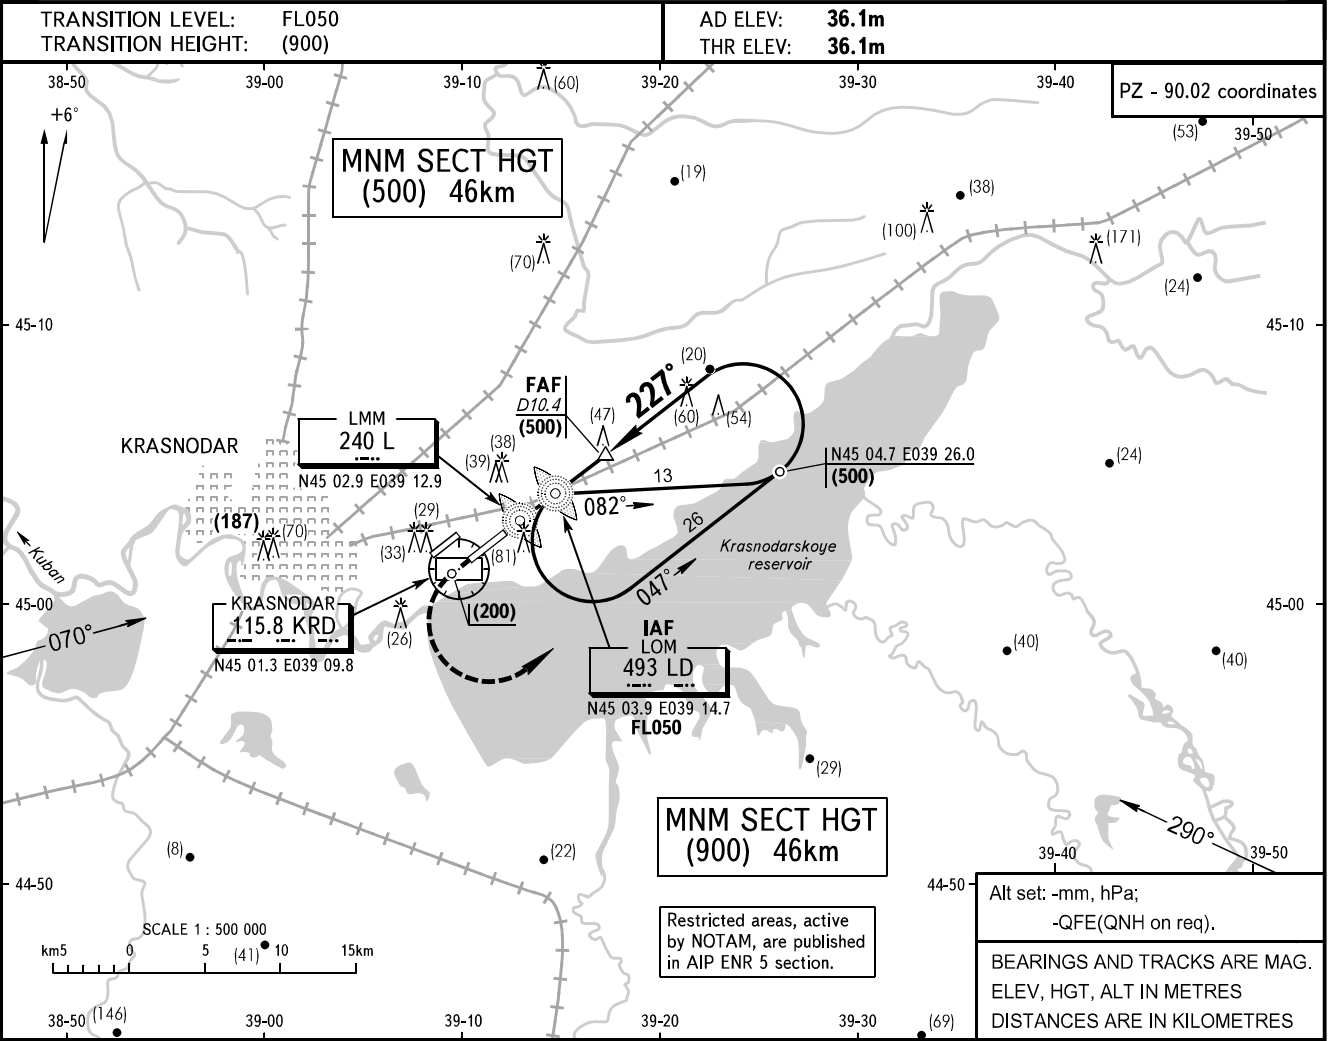 TRANSITION LEVEL: FL050
TRANSITION HEIGHT: (900)
AD ELEV: 36.1m
THR ELEV: 36.1m
38-50 39-00 39-10 39-20 39-30 39-40
(60)
PZ - 90.02 coordinates
+6°
(53)
39-50
MNM SECT HGT
(500) 46km
(19)
(38)
(100)
(171)
(70)
(24)
45-10 45-10
(20)
227°
FAF
D10.4
(500)
(47)
(60)
(54)
LMM
240 L
N45 02.9 E039 12.9
KRASNODAR
(38)
(39)
N45 04.7 E039 26.0
(500)
(24)
13
082°
(187)
(70)
(29)
(33)
(81)
26
Krasnodarskoye
reservoir
Kuban
047°
45-00 45-00
KRASNODAR
115.8 KRD
N45 01.3 E039 09.8
(200)
(26)
070°
IAF
LOM
493 LD
N45 03.9 E039 14.7
FL050
(40)
(40)
(29)
MNM SECT HGT
(900) 46km
290°
(8)
(22)
39-40 39-50
44-50 44-50
Restricted areas, active
by NOTAM, are published
in AIP ENR 5 section.
Alt set: -mm, hPa;
-QFE(QNH on req).
SCALE 1 : 500 000
km5 0 5 10 15km
(41)
BEARINGS AND TRACKS ARE MAG.
ELEV, HGT, ALT IN METRES
DISTANCES ARE IN KILOMETRES
(146)
38-50 39-00 39-10 39-20 39-30
(69)